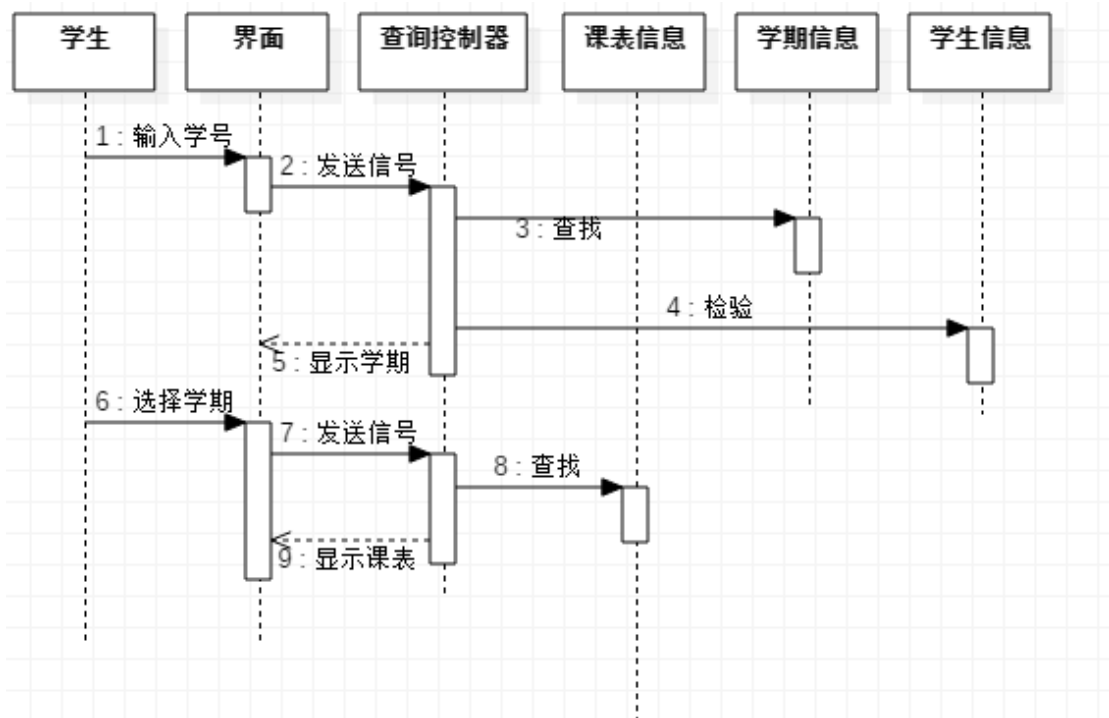 学生
界面
查询控制器
课表信息
学期信息
学生信息
1 : 输入学号
2 : 发送信号
3 : 查找
4 : 检验
5 : 显示学期
6 : 选择学期
7 : 发送信号
8 : 查找
9 : 显示课表